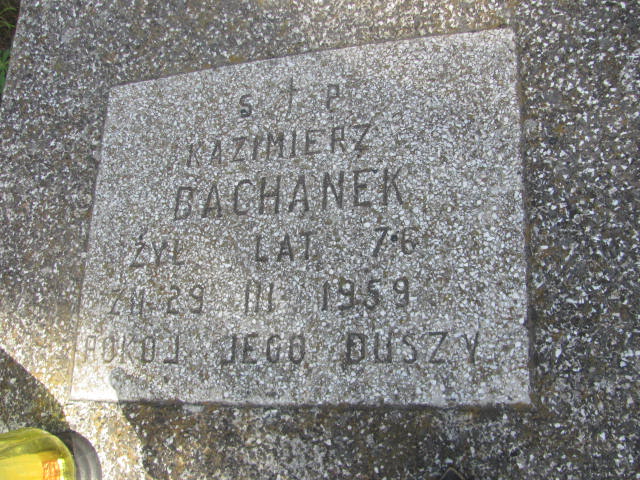 Ś † P
KAZIMIERZ
BACHANEK
ŻYŁ LAT 76
ZM 29 III 1959
POKÓJ JEGO DUSZY